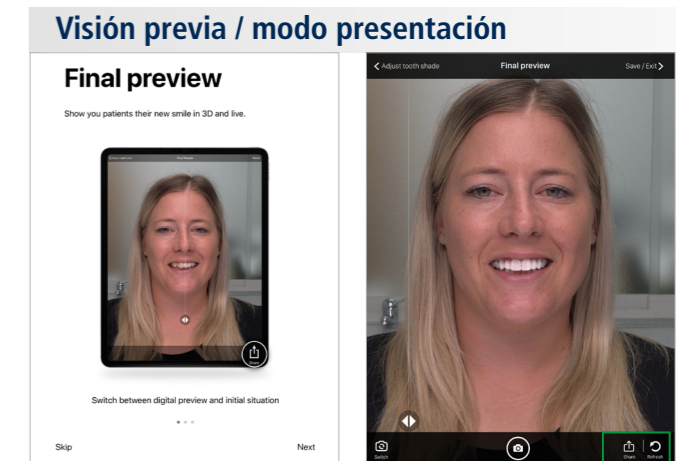 Visión previa / modo presentación
Final preview
Show you patients their new smile in 3D and live.
Share
Switch between digital preview and initial situation
Skip
Next
Adjust tooth shade
Final preview
Save / Exit
Switch
Share
Refresh